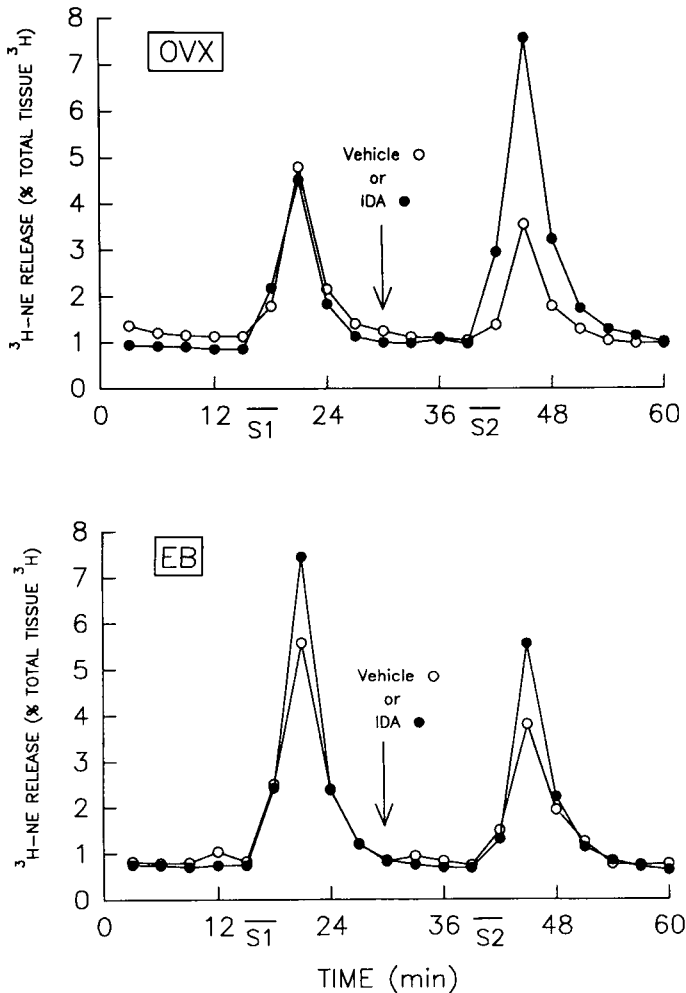 ³H-NE RELEASE (% TOTAL TISSUE ³H)
8
7
6
5
4
3
2
1
0
OVX
Vehicle ○
or
IDA ●
0 12 S1 24 36 S2 48 60
³H-NE RELEASE (% TOTAL TISSUE ³H)
8
7
6
5
4
3
2
1
0
EB
Vehicle ○
or
IDA ●
0 12 S1 24 36 S2 48 60
TIME (min)